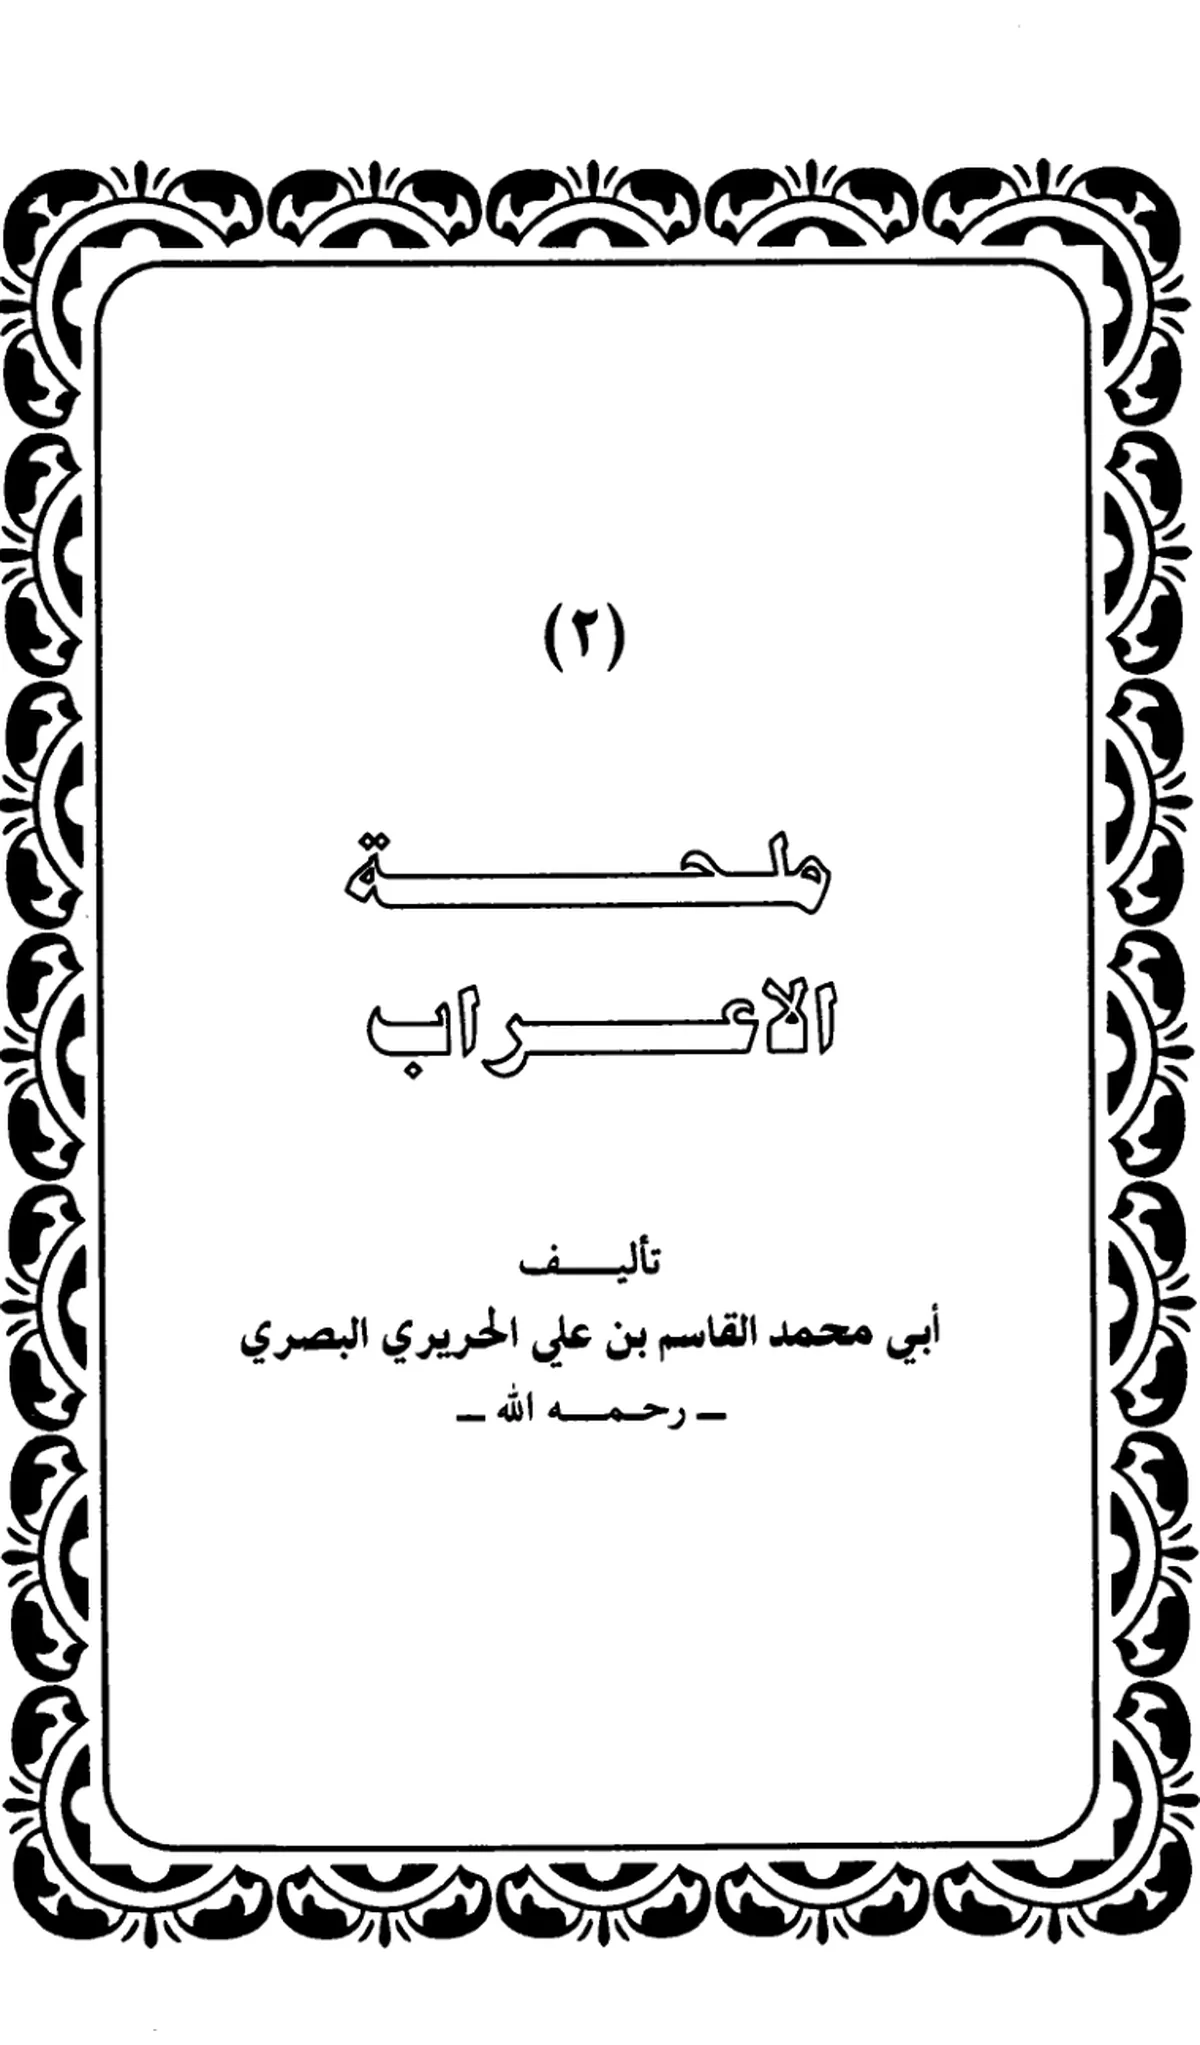 (٢)
ملحة
الاعراب
تأليف
أبي محمد القاسم بن علي الحريري البصري
ـ رحمه الله ـ